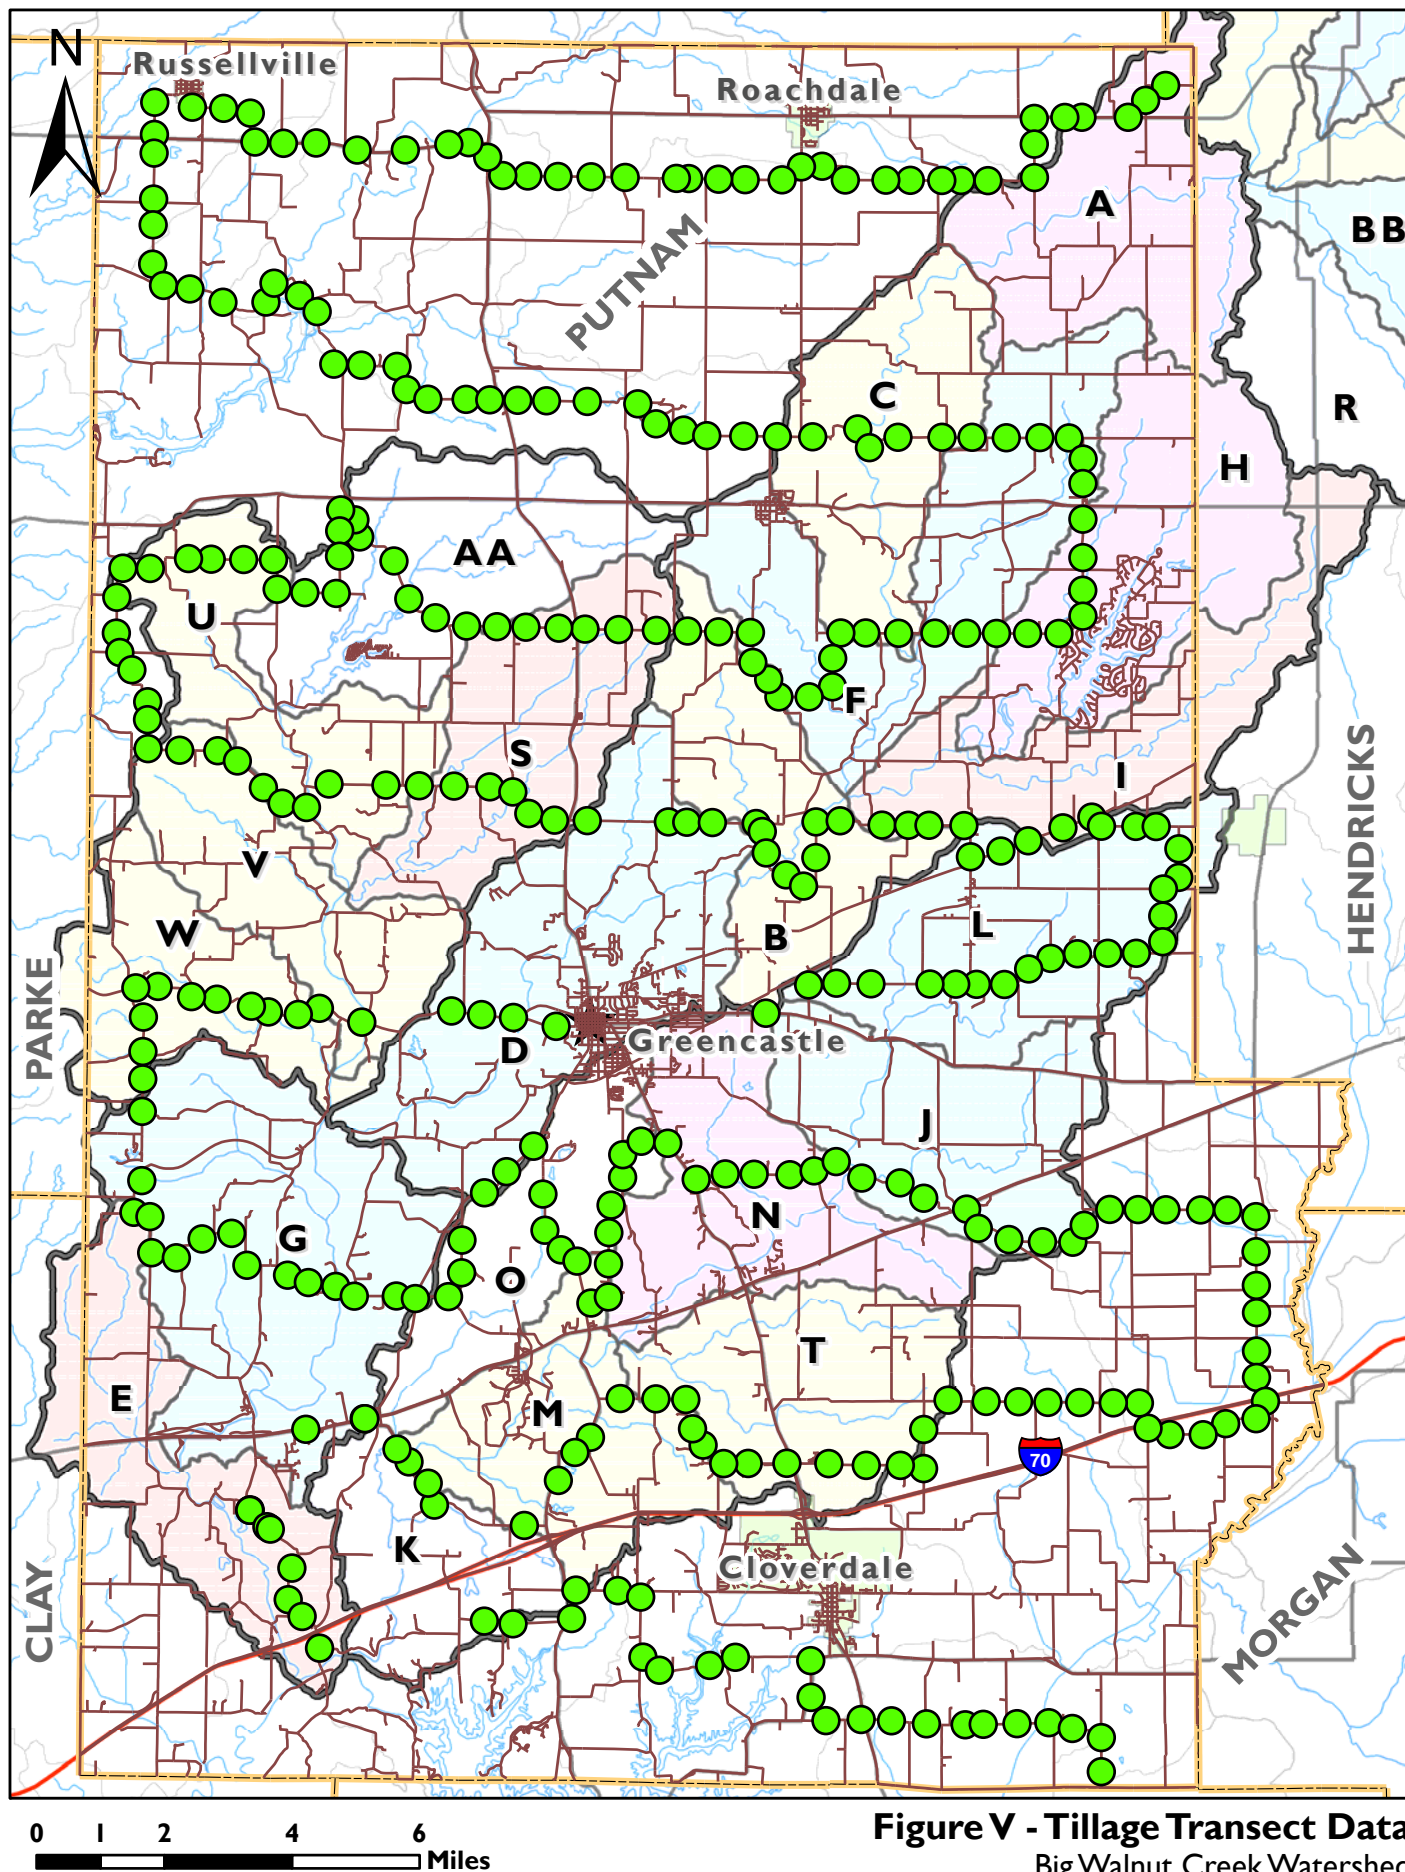 N
Russellville
Roachdale
A
BB
PUTNAM
C
R
H
AA
U
F
S
I
V
HENDRICKS
W
B
L
PARKE
D
Greencastle
J
N
G
O
T
E
M
70
K
Cloverdale
CLAY
MORGAN
0 1 2 4 6
Miles
Figure V - Tillage Transect Data
Big Walnut Creek Watershed